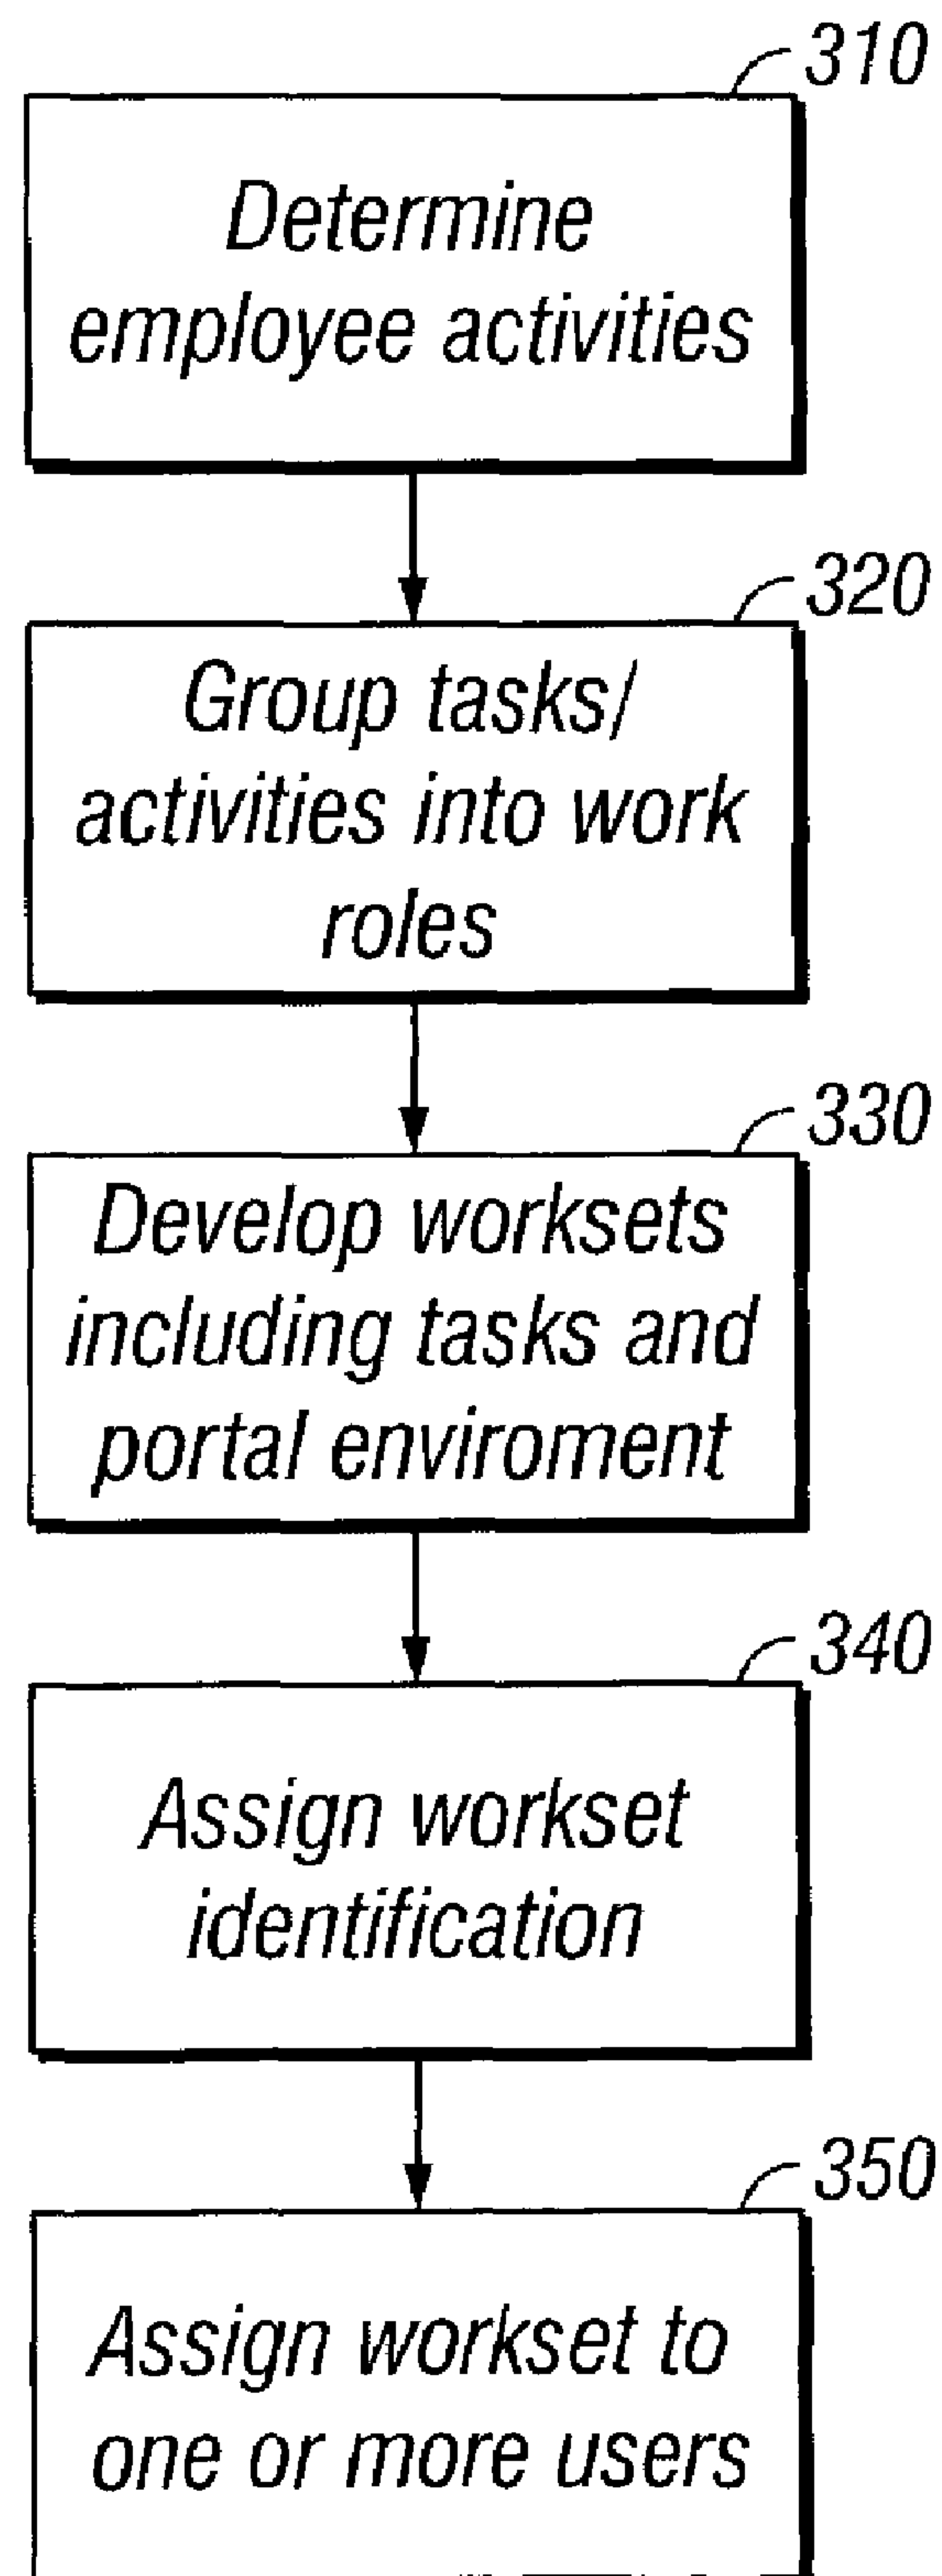 310
Determine
employee activities
320
Group tasks/
activities into work
roles
330
Develop worksets
including tasks and
portal enviroment
340
Assign workset
identification
350
Assign workset to
one or more users